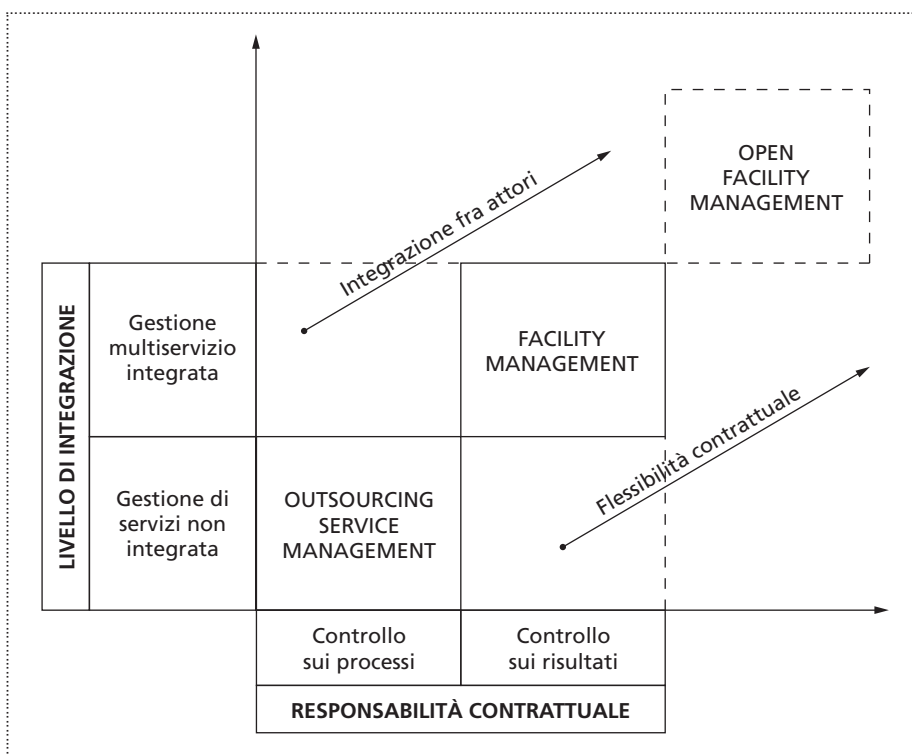 OPEN
FACILITY
MANAGEMENT
Integrazione fra attori
LIVELLO DI INTEGRAZIONE
Gestione
multiservizio
integrata
FACILITY
MANAGEMENT
Flessibilità contrattuale
Gestione di
servizi non
integrata
OUTSOURCING
SERVICE
MANAGEMENT
Controllo
sui processi
Controllo
sui risultati
RESPONSABILITÀ CONTRATTUALE